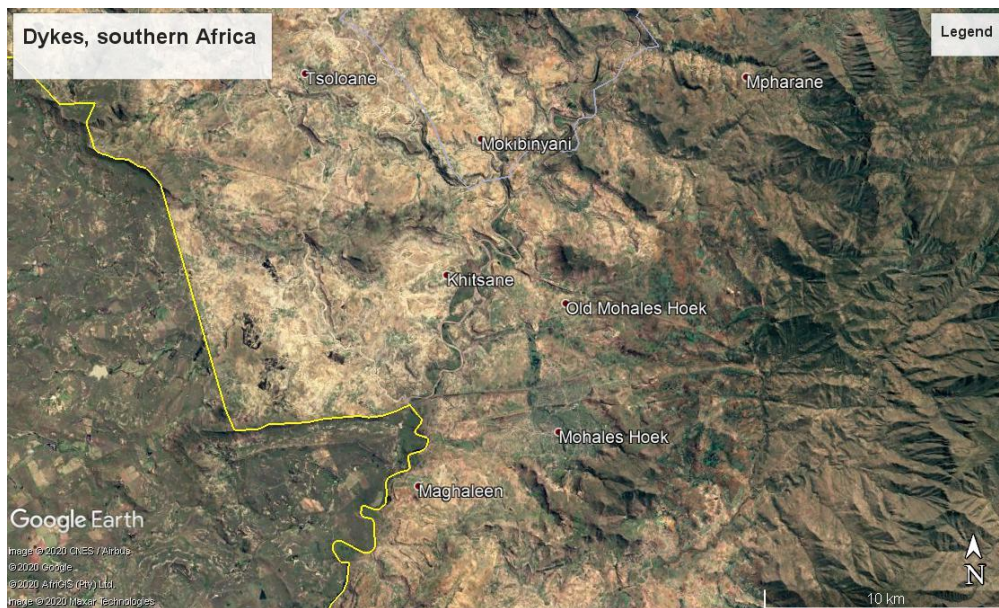 Dykes, southern Africa
Legend
Tsoloane
Mpharane
Mokibinyani
Khitsane
Old Mohales Hoek
Mohales Hoek
Maghaleen
Google Earth
Image © 2020 CNES / Airbus
© 2020 Google
© 2020 AfriGIS (Pty) Ltd.
Image © 2020 Maxar Technologies
N
10 km